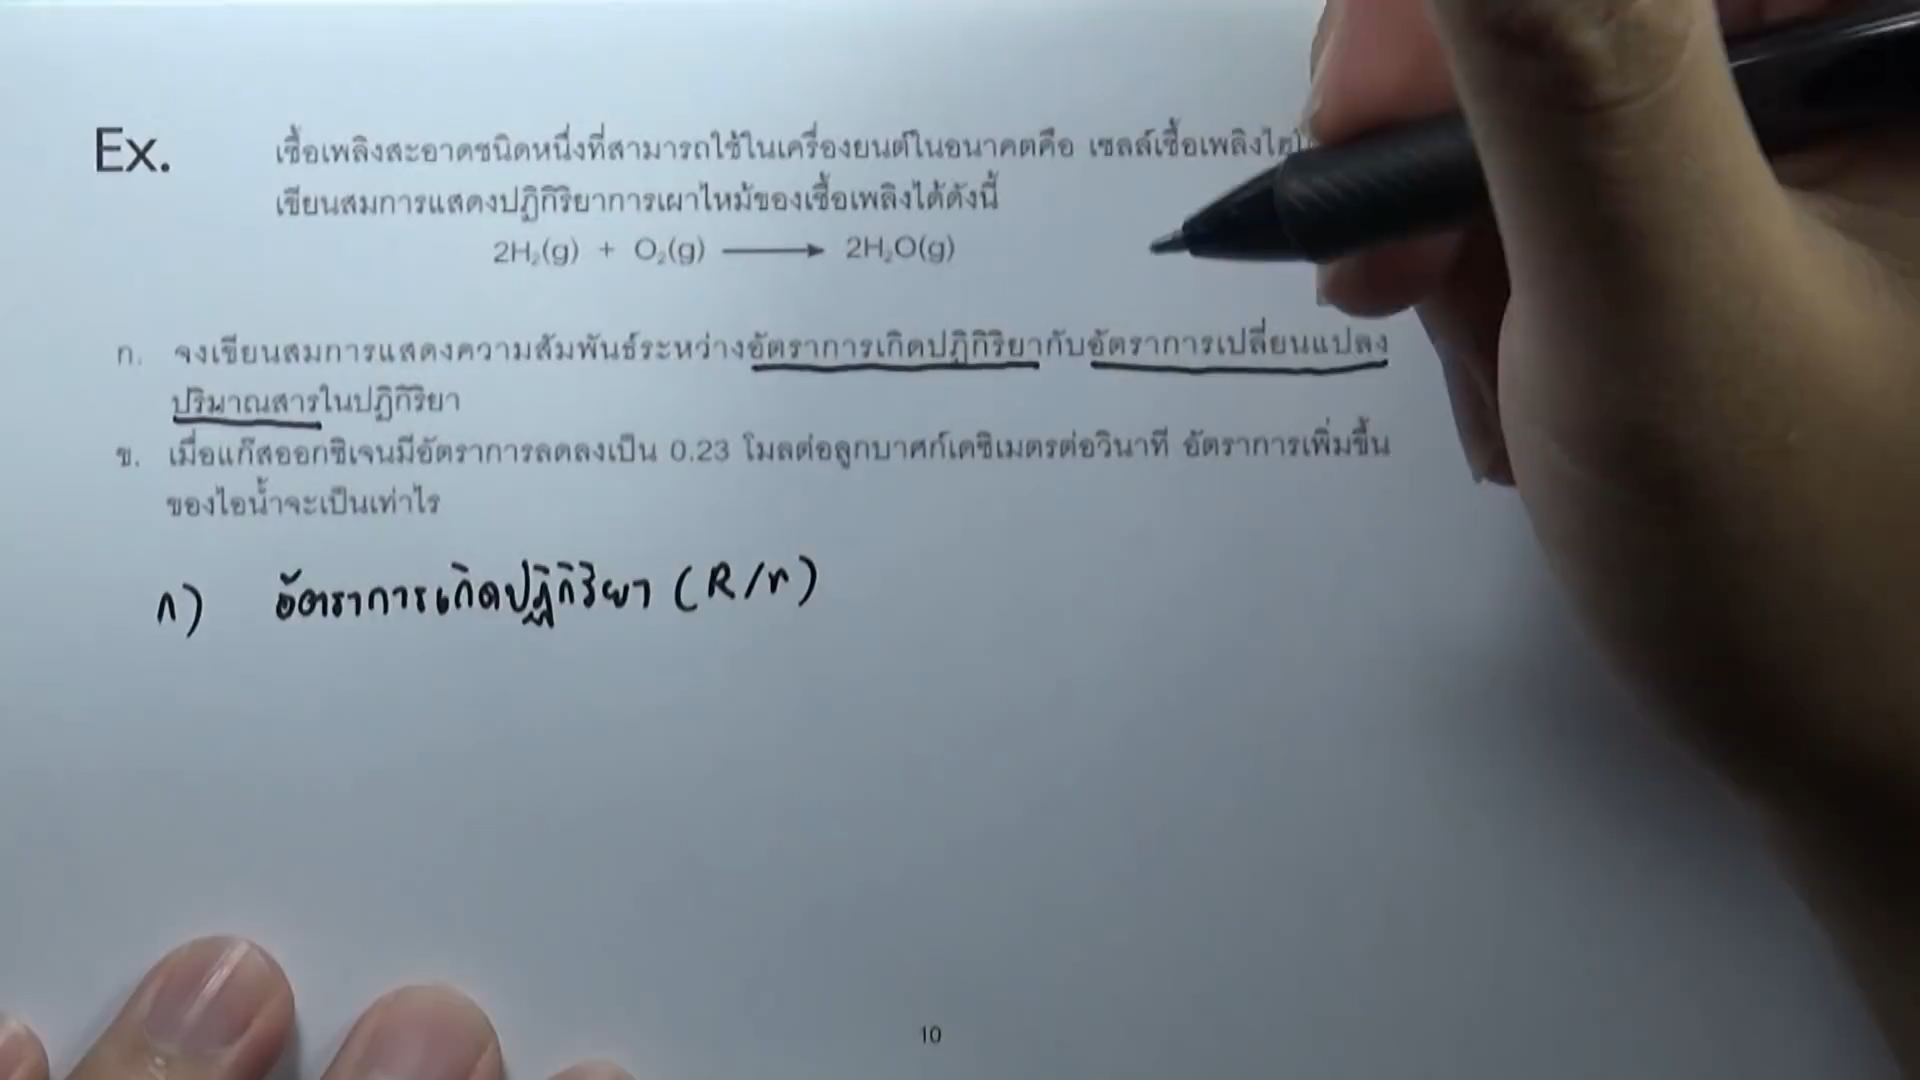 Ex.
เชื้อเพลิงสะอาดชนิดหนึ่งที่สามารถใช้ในเครื่องยนต์ในอนาคตคือ เซลล์เชื้อเพลิง
เขียนสมการแสดงปฏิกิริยาการเผาไหม้ของเชื้อเพลิงได้ดังนี้
2H₂(g) + O₂(g) ⟶ 2H₂O(g)
ก. จงเขียนสมการแสดงความสัมพันธ์ระหว่างอัตราการเกิดปฏิกิริยากับอัตราการเปลี่ยนแปลง
ปริมาณสารในปฏิกิริยา
ข. เมื่อแก๊สออกซิเจนมีอัตราการลดลงเป็น 0.23 โมลต่อลูกบาศก์เดซิเมตรต่อวินาที อัตราการเพิ่มขึ้น
ของไอน้ำจะเป็นเท่าไร
ก) อัตราการเกิดปฏิกิริยา (R/r)
10